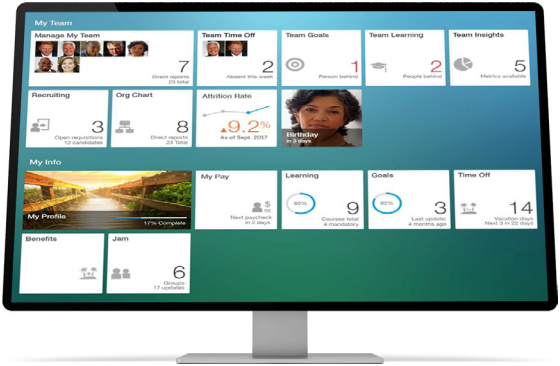 My Team
Manage My Team
7
Direct reports
23 total
Team Time Off
2
Absent this week
Team Goals
1
Person behind
Team Learning
2
People behind
Team Insights
5
Metrics available
Recruiting
3
Open requisitions
12 candidates
Org Chart
8
Direct reports
22 Total
Attrition Rate
▲9.2%
As of Sept. 2017
Birthday
in 3 days
My Info
My Profile
17% Complete
My Pay
$
Next paycheck
in 2 days
Learning
9
Courses total
4 mandatory
Goals
3
Last update:
4 months ago
Time Off
14
Vacation days
Next 9 in 22 days
Benefits
Jam
6
Groups
17 updates